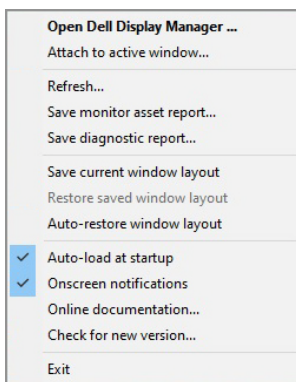 Open Dell Display Manager ...
Attach to active window...
Refresh...
Save monitor asset report...
Save diagnostic report...
Save current window layout
Restore saved window layout
Auto-restore window layout
Auto-load at startup
Onscreen notifications
Online documentation...
Check for new version...
Exit